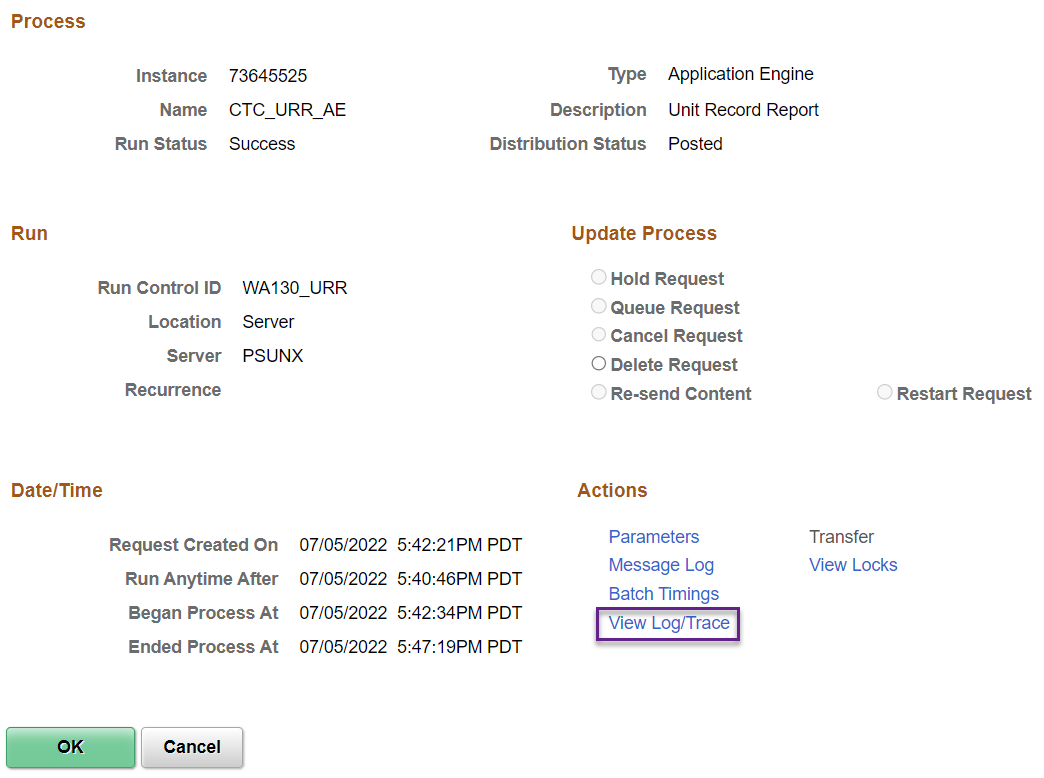 Process
Instance 73645525
Type Application Engine
Name CTC_URR_AE
Description Unit Record Report
Run Status Success
Distribution Status Posted
Run
Run Control ID WA130_URR
Location Server
Server PSUNX
Recurrence
Update Process
Hold Request
Queue Request
Cancel Request
Delete Request
Re-send Content
Restart Request
Date/Time
Request Created On 07/05/2022 5:42:21PM PDT
Run Anytime After 07/05/2022 5:40:46PM PDT
Began Process At 07/05/2022 5:42:34PM PDT
Ended Process At 07/05/2022 5:47:19PM PDT
Actions
Parameters
Transfer
Message Log
View Locks
Batch Timings
View Log/Trace
OK
Cancel